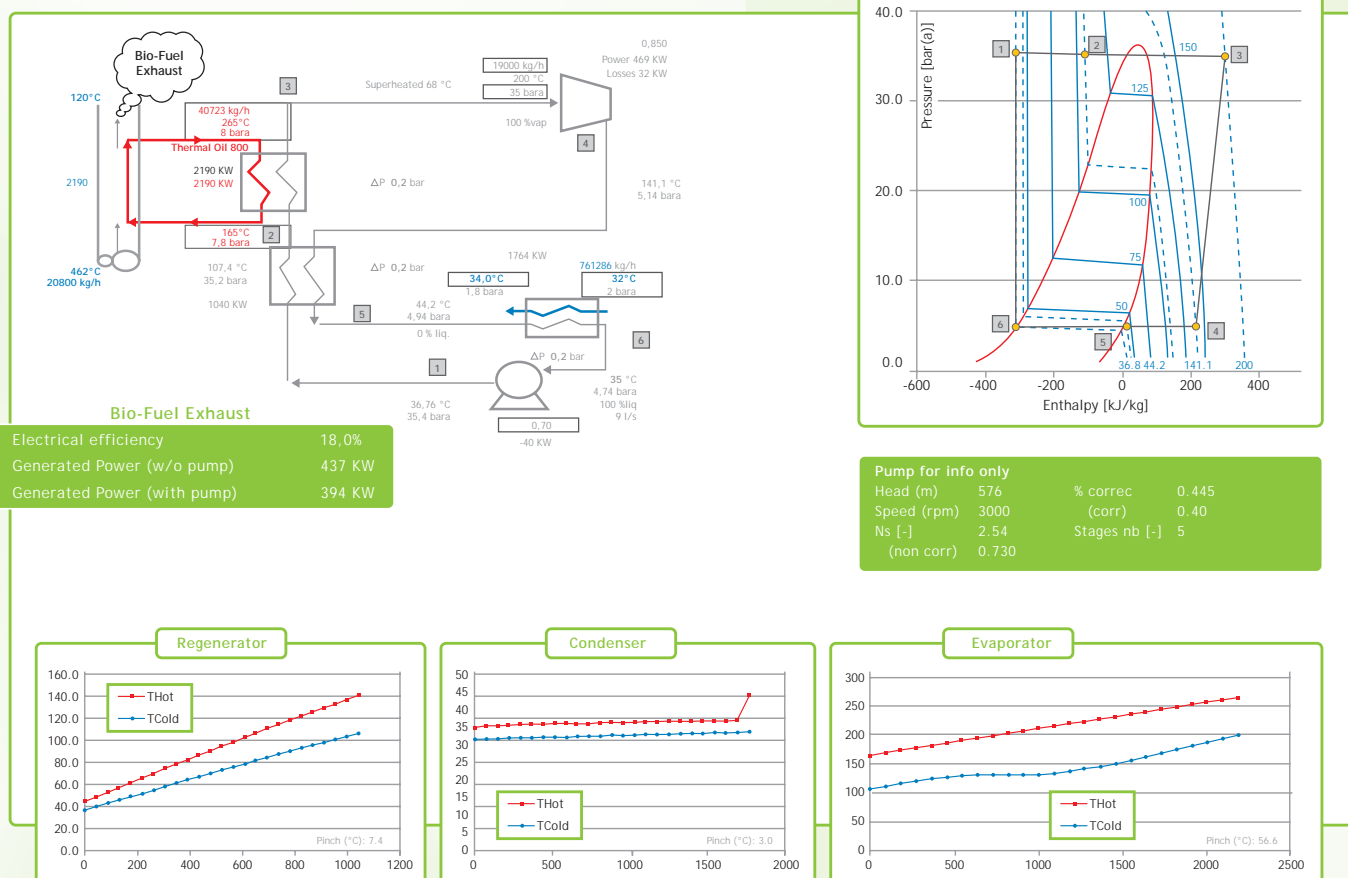 Bio-Fuel
Exhaust
120°C
2190
462°C
20800 kg/h
3
40723 kg/h
265°C
8 bara
Thermal Oil 800
2190 KW
2190 KW
165°C
7,8 bara
2
107,4 °C
35,2 bara
1040 KW
Superheated 68 °C
19000 kg/h
200 °C
35 bara
100 %vap
0,850
Power 469 KW
Losses 32 KW
4
141,1 °C
5,14 bara
ΔP 0,2 bar
ΔP 0,2 bar
1764 KW
761286 kg/h
34,0°C
1,8 bara
32°C
2 bara
44,2 °C
4,94 bara
0 % liq.
5
6
ΔP 0,2 bar
1
35 °C
4,74 bara
100 %liq
9 l/s
36,76 °C
35,4 bara
0,70
-40 KW
Bio-Fuel Exhaust
Electrical efficiency 18,0%
Generated Power (w/o pump) 437 KW
Generated Power (with pump) 394 KW
Pressure [bar(a)]
40.0
30.0
20.0
10.0
0.0
1
2
3
4
5
6
150
125
100
75
50
36.8 44.2 141.1 200
-600 -400 -200 0 200 400
Enthalpy [kJ/kg]
Pump for info only
Head (m) 576 % correc 0.445
Speed (rpm) 3000 (corr) 0.40
Ns [-] 2.54 Stages nb [-] 5
(non corr) 0.730
Regenerator
160.0
140.0
120.0
100.0
80.0
60.0
40.0
20.0
0.0
THot
TCold
Pinch (°C): 7.4
0 200 400 600 800 1000 1200
Condenser
50
45
40
35
30
25
20
15
10
5
0
THot
TCold
Pinch (°C): 3.0
0 500 1000 1500 2000
Evaporator
300
250
200
150
100
50
0
THot
TCold
Pinch (°C): 56.6
0 500 1000 1500 2000 2500